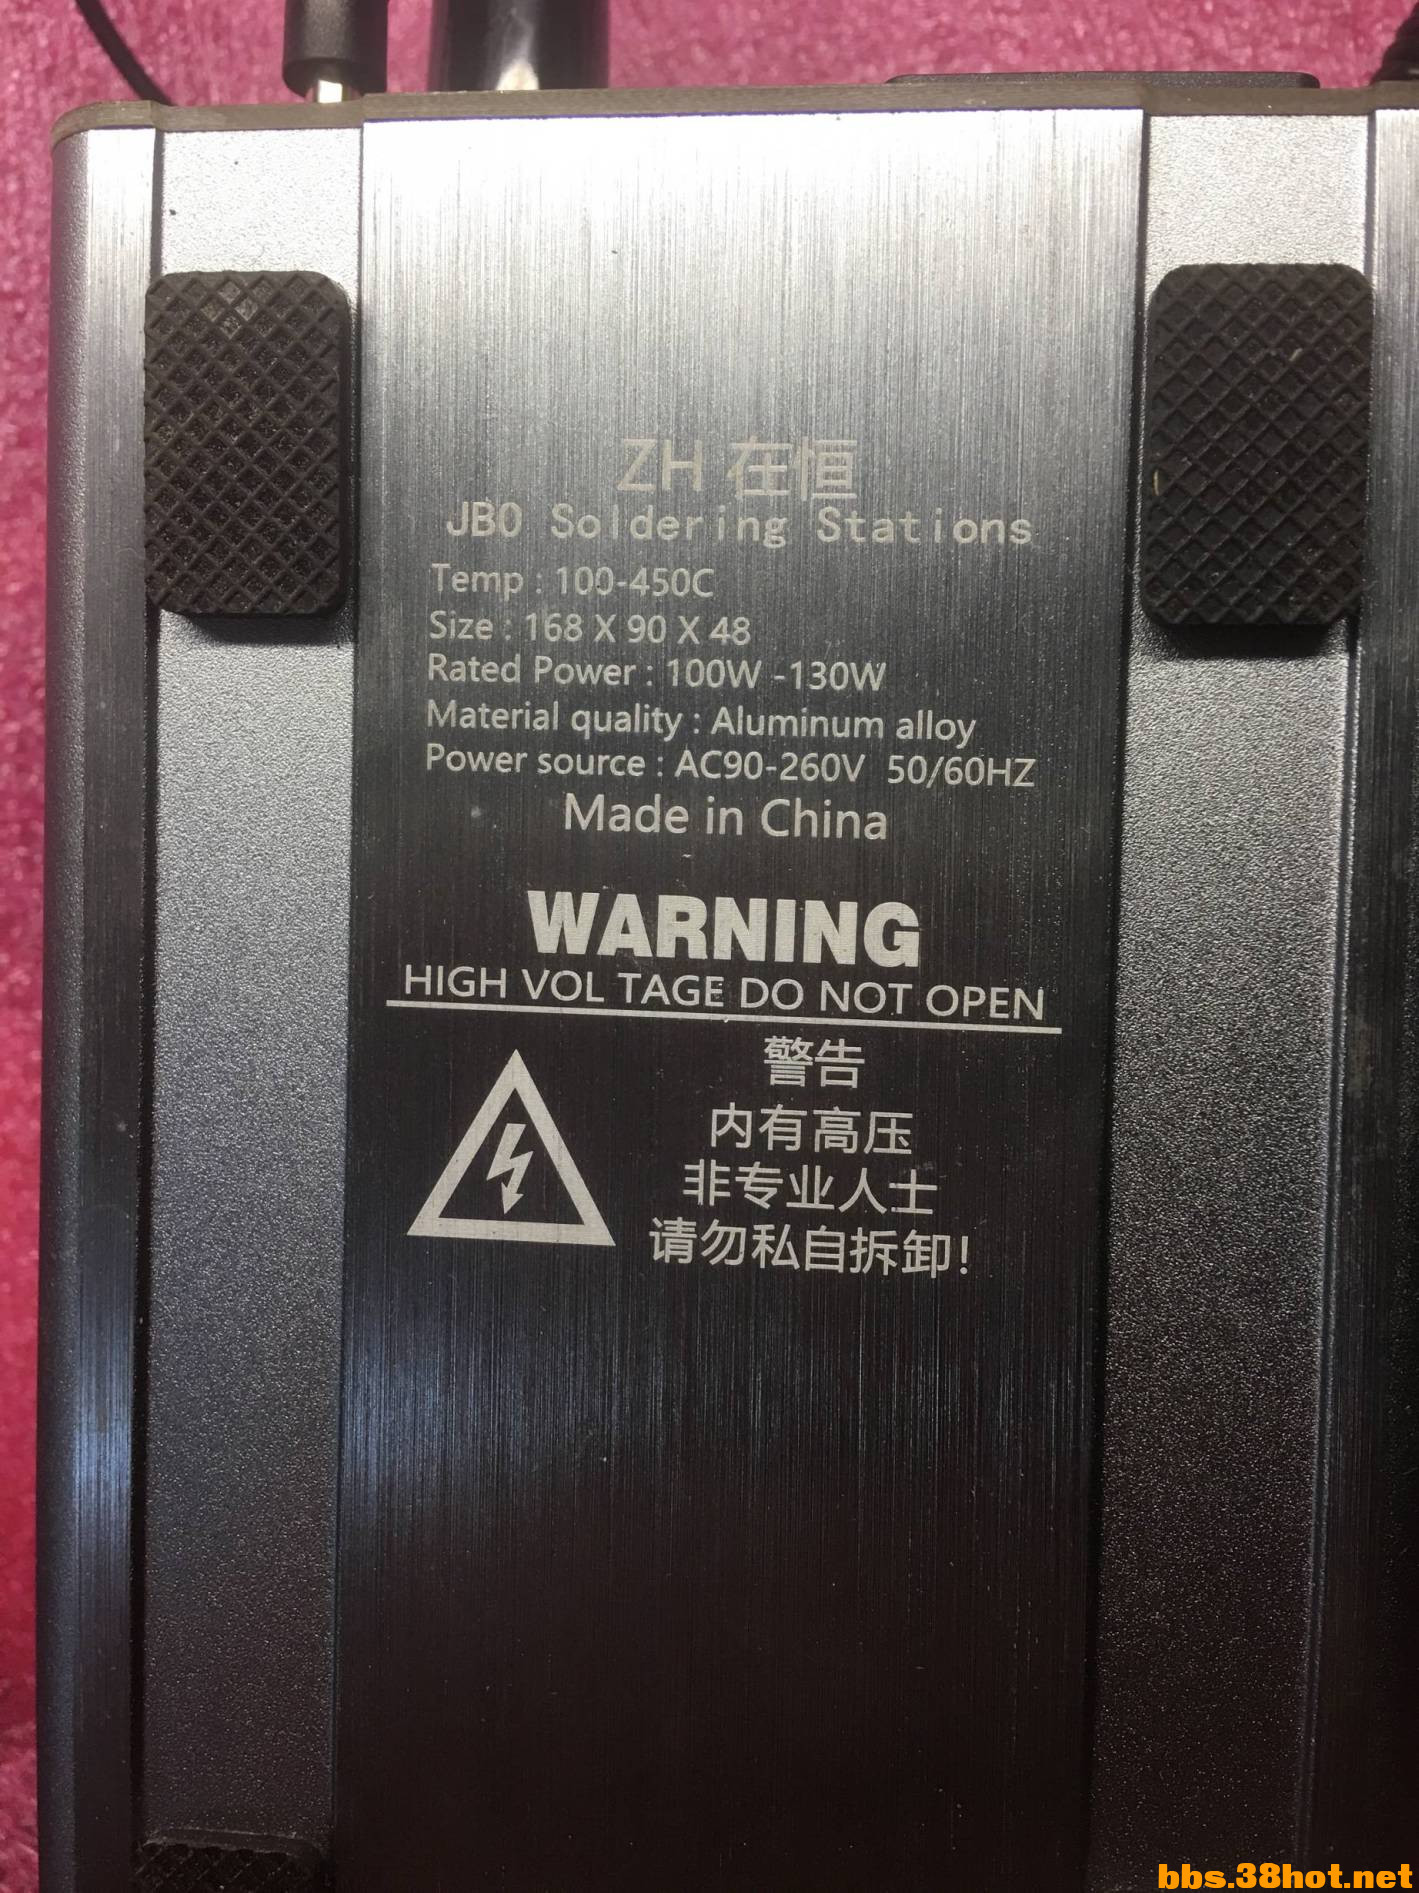 ZH 在恒
JBO Soldering Stations
Temp : 100-450C
Size : 168 X 90 X 48
Rated Power : 100W -130W
Material quality : Aluminum alloy
Power source : AC90-260V 50/60HZ
Made in China
WARNING
HIGH VOL TAGE DO NOT OPEN
警告
内有高压
非专业人士
请勿私自拆卸!
bbs.38hot.net